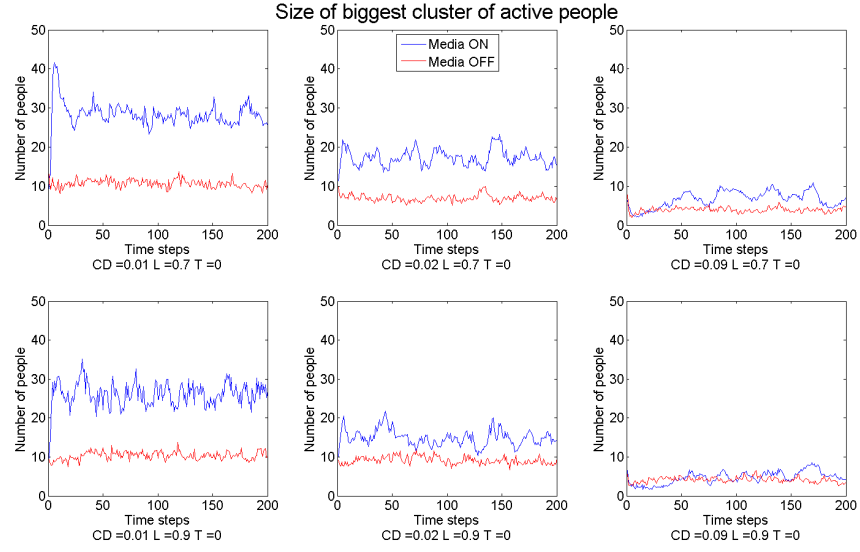 Size of biggest cluster of active people
50
40
30
20
10
0
Number of people
0 50 100 150 200
Time steps
CD =0.01 L =0.7 T =0
50
40
30
20
10
0
Number of people
Media ON
Media OFF
0 50 100 150 200
Time steps
CD =0.02 L =0.7 T =0
50
40
30
20
10
0
Number of people
0 50 100 150 200
Time steps
CD =0.09 L =0.7 T =0
50
40
30
20
10
0
Number of people
0 50 100 150 200
Time steps
CD =0.01 L =0.9 T =0
50
40
30
20
10
0
Number of people
0 50 100 150 200
Time steps
CD =0.02 L =0.9 T =0
50
40
30
20
10
0
Number of people
0 50 100 150 200
Time steps
CD =0.09 L =0.9 T =0